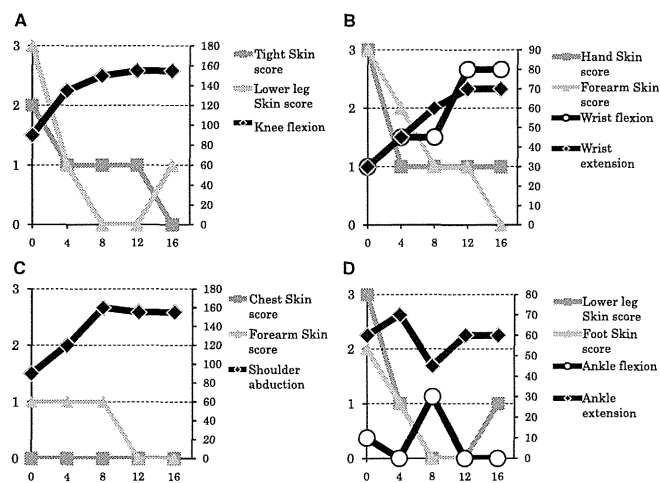 A
3
2
1
0
180
160
140
120
100
80
60
40
20
0
0 4 8 12 16
Tight Skin
score
Lower leg
Skin score
Knee flexion
B
3
2
1
0
90
80
70
60
50
40
30
20
10
0
0 4 8 12 16
Hand Skin
score
Forearm Skin
score
Wrist flexion
Wrist
extension
C
3
2
1
0
180
160
140
120
100
80
60
40
20
0
0 4 8 12 16
Chest Skin
score
Forearm Skin
score
Shoulder
abduction
D
3
2
1
0
80
70
60
50
40
30
20
10
0
0 4 8 12 16
Lower leg
Skin score
Foot Skin
score
Ankle flexion
Ankle
extension